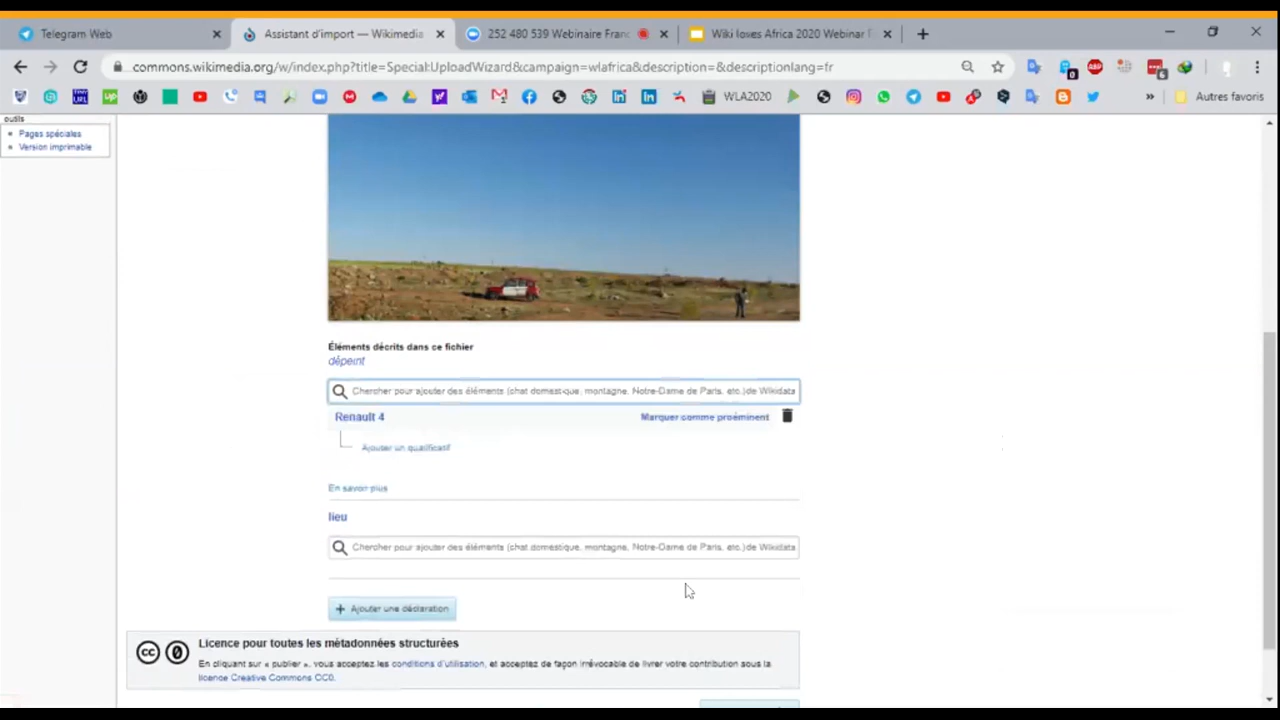 Telegram Web
Assistant d'import — Wikimedia
252 480 539 Webinaire Franc
Wiki loves Africa 2020 Webinar
commons.wikimedia.org/w/index.php?title=Special:UploadWizard&campaign=wlafrica&description=&descriptionlang=fr
WLA2020
Autres favoris
outils
Pages spéciales
Version imprimable
Éléments décrits dans ce fichier
dépeint
Chercher pour ajouter des éléments (chat domestique, montagne, Notre-Dame de Paris, etc.)de Wikidata
Renault 4
Marquer comme proéminent
Ajouter un qualificatif
En savoir plus
lieu
Chercher pour ajouter des éléments (chat domestique, montagne, Notre-Dame de Paris, etc.)de Wikidata
+ Ajouter une déclaration
Licence pour toutes les métadonnées structurées
En cliquant sur « publier », vous acceptez les conditions d'utilisation, et acceptez de façon irrévocable de livrer votre contribution sous la
licence Creative Commons CC0.